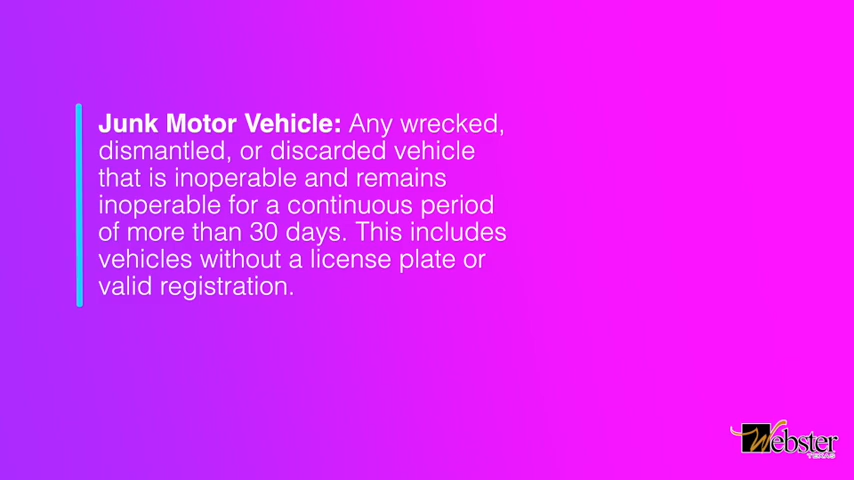 Junk Motor Vehicle: Any wrecked,
dismantled, or discarded vehicle
that is inoperable and remains
inoperable for a continuous period
of more than 30 days. This includes
vehicles without a license plate or
valid registration.
Webster
TEXAS